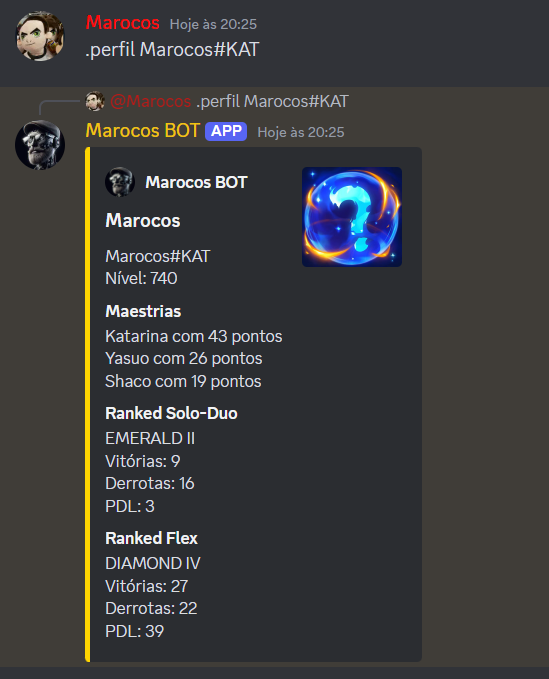 Marocos Hoje às 20:25
.perfil Marocos#KAT
@Marocos .perfil Marocos#KAT
Marocos BOT APP Hoje às 20:25
Marocos BOT
Marocos
Marocos#KAT
Nível: 740
Maestrias
Katarina com 43 pontos
Yasuo com 26 pontos
Shaco com 19 pontos
Ranked Solo-Duo
EMERALD II
Vitórias: 9
Derrotas: 16
PDL: 3
Ranked Flex
DIAMOND IV
Vitórias: 27
Derrotas: 22
PDL: 39